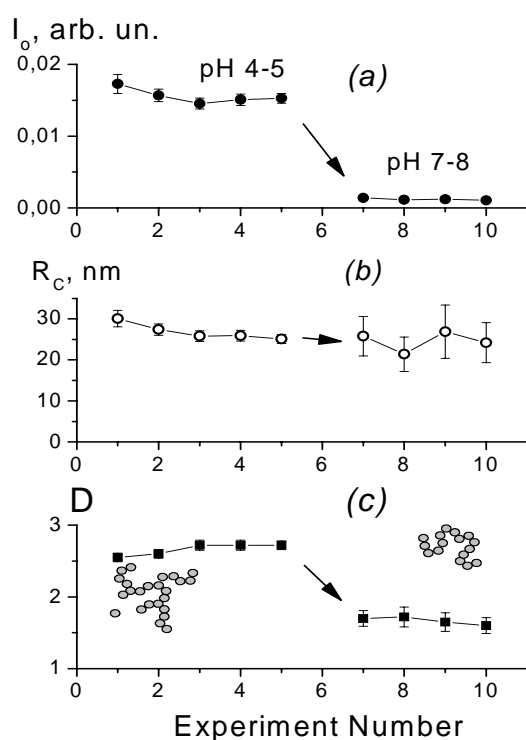 I_o, arb. un.
0,02
pH 4-5
(a)
0,01
pH 7-8
0,00
0 2 4 6 8 10
R_C, nm
(b)
30
20
10
0
0 2 4 6 8 10
D
(c)
3
2
1
0 2 4 6 8 10
Experiment Number